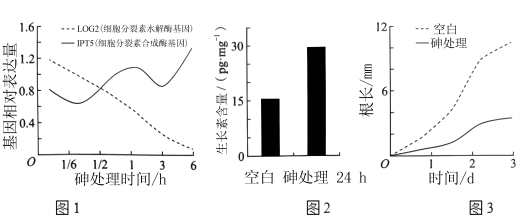 LOG2(细胞分裂素水解酶基因)
IPT5(细胞分裂素合成酶基因)
基因相对表达量
1.6
1.2
0.8
0.4
O
1/6 1/2 1 3 6
砷处理时间/h
图1
生长素含量/(pg·mg⁻¹)
30
15
0
空白 砷处理 24 h
图2
空白
砷处理
根长/mm
12
6
O
1 2 3
时间/d
图3